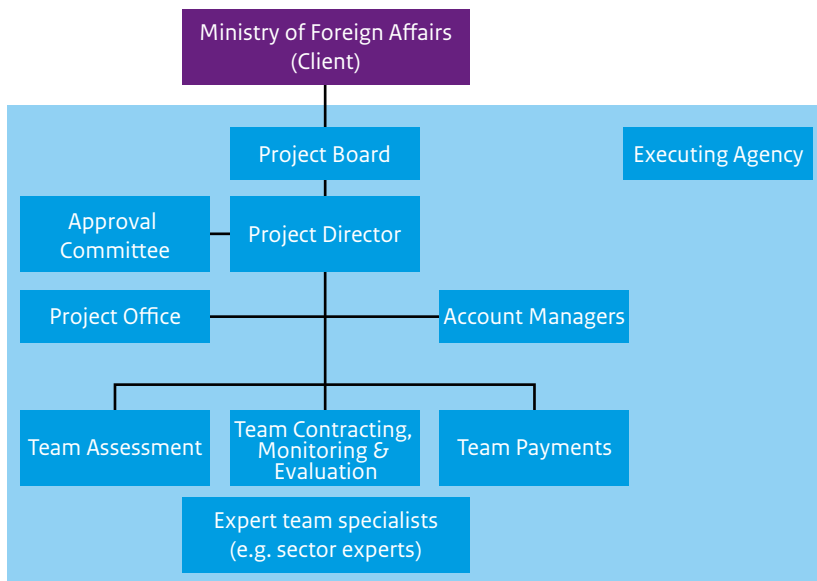 Ministry of Foreign Affairs
(Client)
Project Board
Executing Agency
Approval
Committee
Project Director
Project Office
Account Managers
Team Assessment
Team Contracting,
Monitoring &
Evaluation
Team Payments
Expert team specialists
(e.g. sector experts)